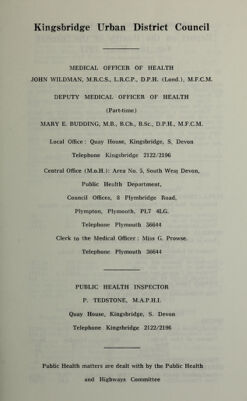 Kingsbridge Urban District Council
MEDICAL OFFICER OF HEALTH
JOHN WILDMAN, M.R.C.S., L.R.C.P., D.P.H. (Lond.), M.F.C.M.
DEPUTY MEDICAL OFFICER OF HEALTH
(Part-time)
MARY E. BUDDING, M.B., B.Ch., B.Sc., D.P.H., M.F.C.M.
Local Office: Quay House, Kingsbridge, S. Devon
Telephone Kingsbridge 2122/2196
Central Office (M.o.H.): Area No. 5, South West Devon,
Public Health Department,
Council Offices, 8 Plymbridge Road,
Plympton, Plymouth, PL7 4LG.
Telephone Plymouth 36644
Clerk to the Medical Officer: Miss G. Prowse.
Telephone Plymouth 36644
PUBLIC HEALTH INSPECTOR
P. TEDSTONE, M.A.P.H.I.
Quay House, Kingsbridge, S. Devon
Telephone Kingsbridge 2122/2196
Public Health matters are dealt with by the Public Health
and Highways Committee